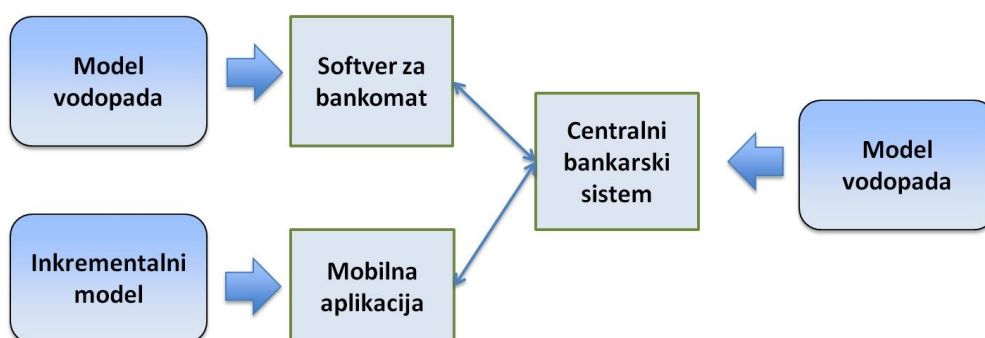 Model
vodopada
Softver za
bankomat
Centralni
bankarski
sistem
Model
vodopada
Inkrementalni
model
Mobilna
aplikacija